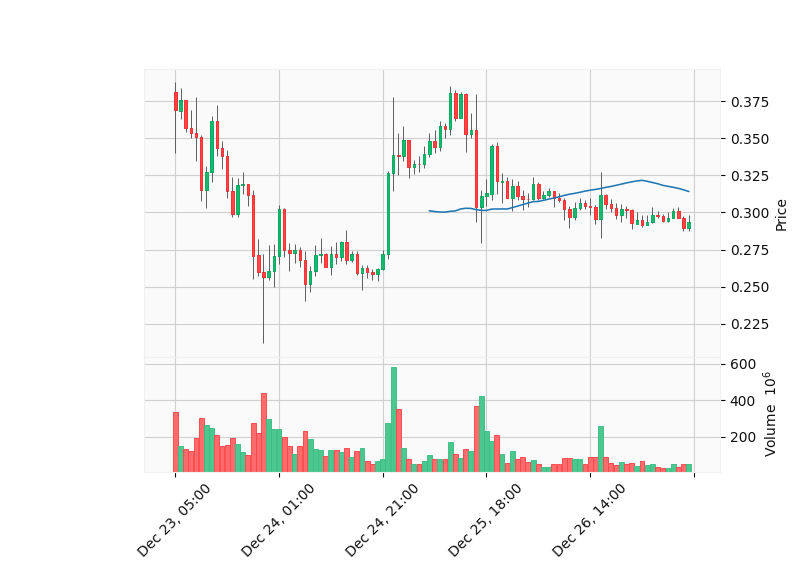 0.375
0.350
0.325
0.300
0.275
0.250
0.225
Price
600
400
200
Volume 10^6
Dec 23, 05:00
Dec 24, 01:00
Dec 24, 21:00
Dec 25, 18:00
Dec 26, 14:00